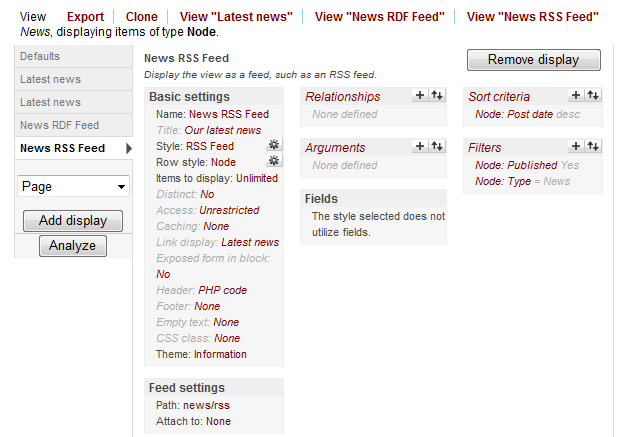 View Export Clone View "Latest news" View "News RDF Feed" View "News RSS Feed"
News, displaying items of type Node.
Defaults
Latest news
Latest news
News RDF Feed
News RSS Feed
Page
Add display
Analyze
News RSS Feed
Display the view as a feed, such as an RSS feed.
Remove display
Basic settings
Name: News RSS Feed
Title: Our latest news
Style: RSS Feed
Row style: Node
Items to display: Unlimited
Distinct: No
Access: Unrestricted
Caching: None
Link display: Latest news
Exposed form in block:
No
Header: PHP code
Footer: None
Empty text: None
CSS class: None
Theme: Information
Feed settings
Path: news/rss
Attach to: None
Relationships
None defined
Arguments
None defined
Fields
The style selected does not
utilize fields.
Sort criteria
Node: Post date desc
Filters
Node: Published Yes
Node: Type = News